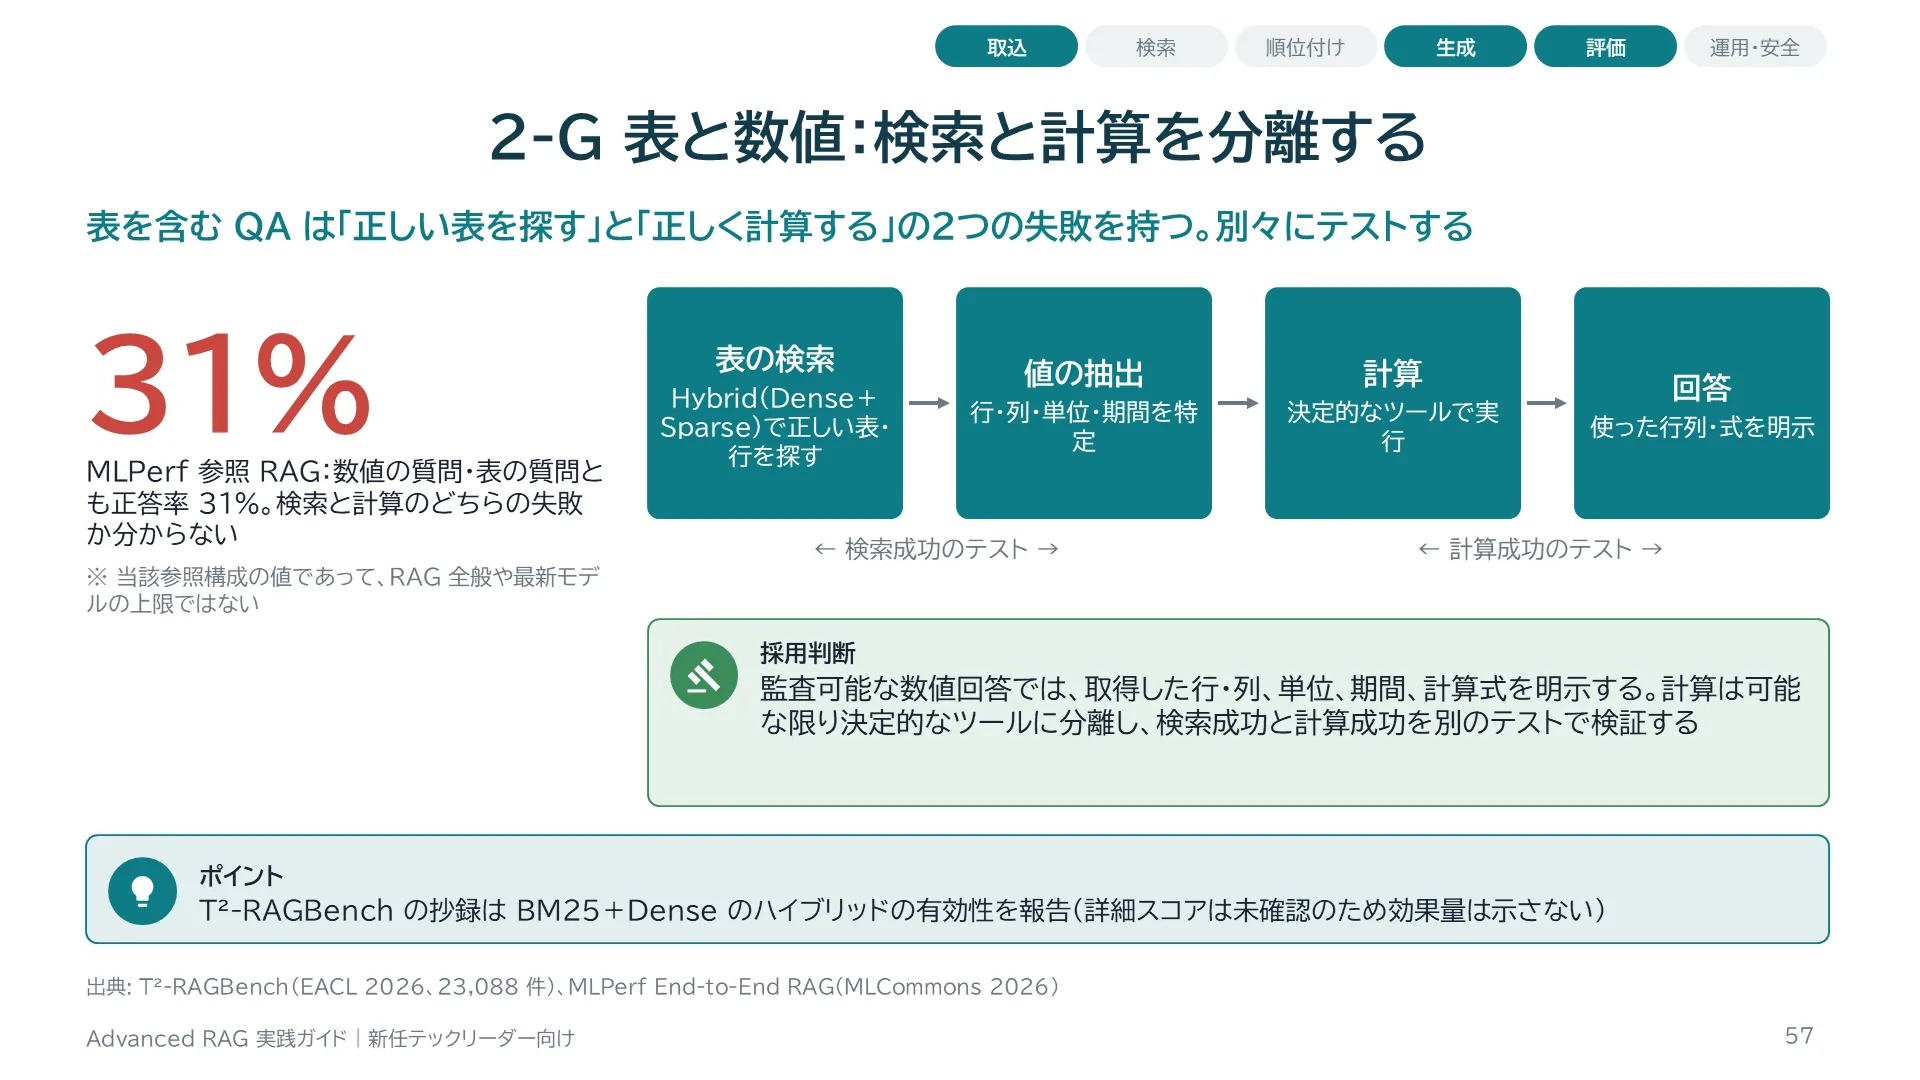 取込
検索
順位付け
生成
評価
運用・安全
2-G 表と数値：検索と計算を分離する
表を含む QA は「正しい表を探す」と「正しく計算する」の2つの失敗を持つ。別々にテストする
31%
MLPerf 参照 RAG：数値の質問・表の質問と
も正答率 31%。検索と計算のどちらの失敗
か分からない
※ 当該参照構成の値であって、RAG 全般や最新モデ
ルの上限ではない
表の検索
Hybrid（Dense＋
Sparse）で正しい表・
行を探す
値の抽出
行・列・単位・期間を特
定
計算
決定的なツールで実
行
回答
使った行列・式を明示
← 検索成功のテスト →
← 計算成功のテスト →
採用判断
監査可能な数値回答では、取得した行・列、単位、期間、計算式を明示する。計算は可能
な限り決定的なツールに分離し、検索成功と計算成功を別のテストで検証する
ポイント
T²-RAGBench の抄録は BM25＋Dense のハイブリッドの有効性を報告（詳細スコアは未確認のため効果量は示さない）
出典: T²-RAGBench（EACL 2026、23,088 件）、MLPerf End-to-End RAG（MLCommons 2026）
Advanced RAG 実践ガイド｜新任テックリーダー向け
57